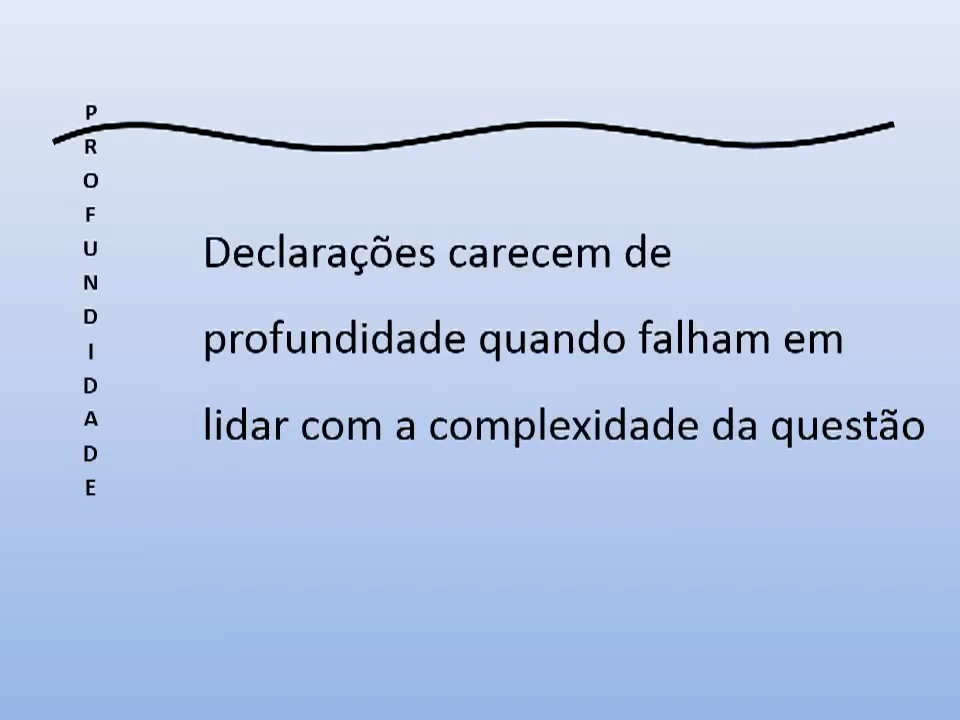 PROFUNDIDADE
Declarações carecem de
profundidade quando falham em
lidar com a complexidade da questão